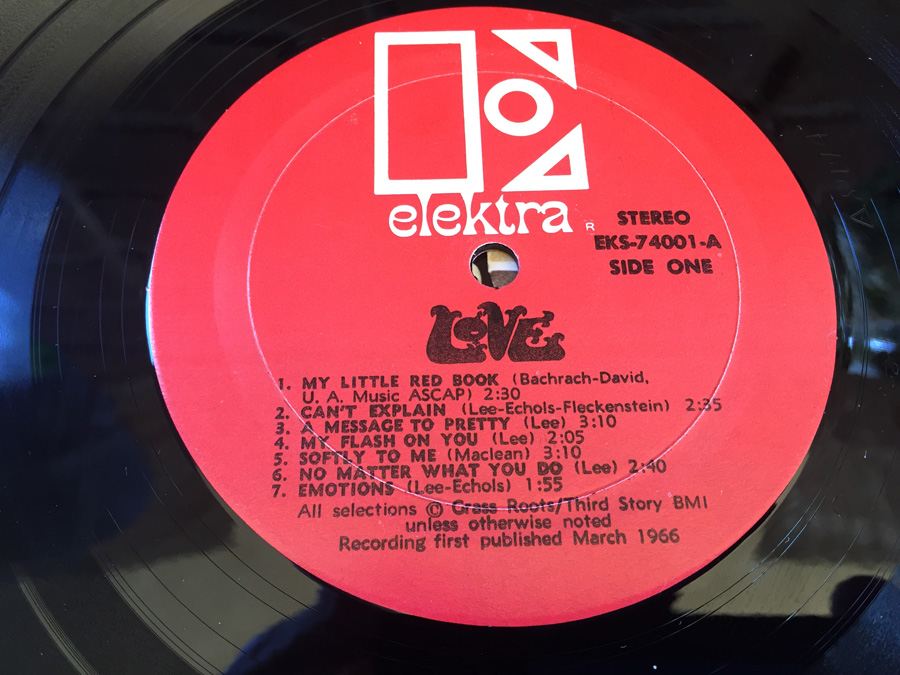 elektra
R
STEREO
EKS-74001-A
SIDE ONE
LOVE
1. MY LITTLE RED BOOK (Bachrach-David,
U. A. Music ASCAP) 2:30
2. CAN'T EXPLAIN (Lee-Echols-Fleckenstein) 2:35
3. A MESSAGE TO PRETTY (Lee) 3:10
4. MY FLASH ON YOU (Lee) 2:05
5. SOFTLY TO ME (Maclean) 3:10
6. NO MATTER WHAT YOU DO (Lee) 2:40
7. EMOTIONS (Lee-Echols) 1:55
All selections © Grass Roots/Third Story BMI
unless otherwise noted
Recording first published March 1966